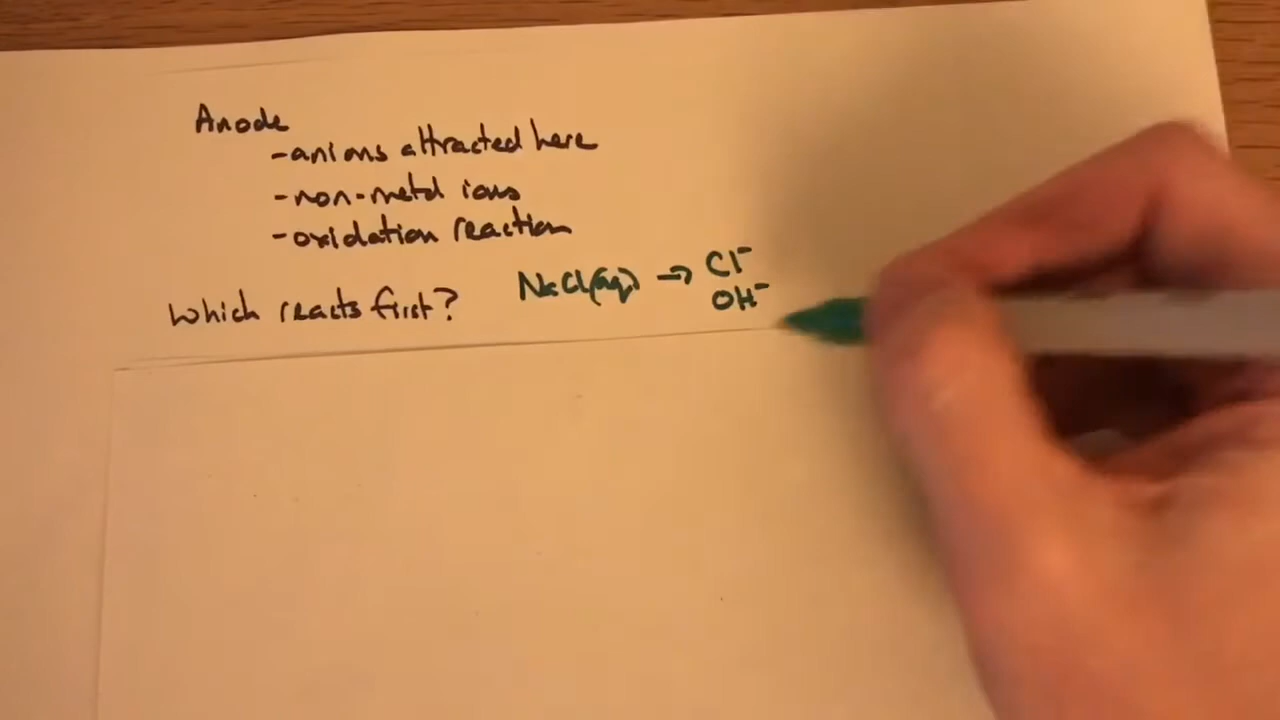 Anode
-anions attracted here
-non-metal ions
-oxidation reaction
Which reacts first? NaCl(aq) → Cl⁻
OH⁻